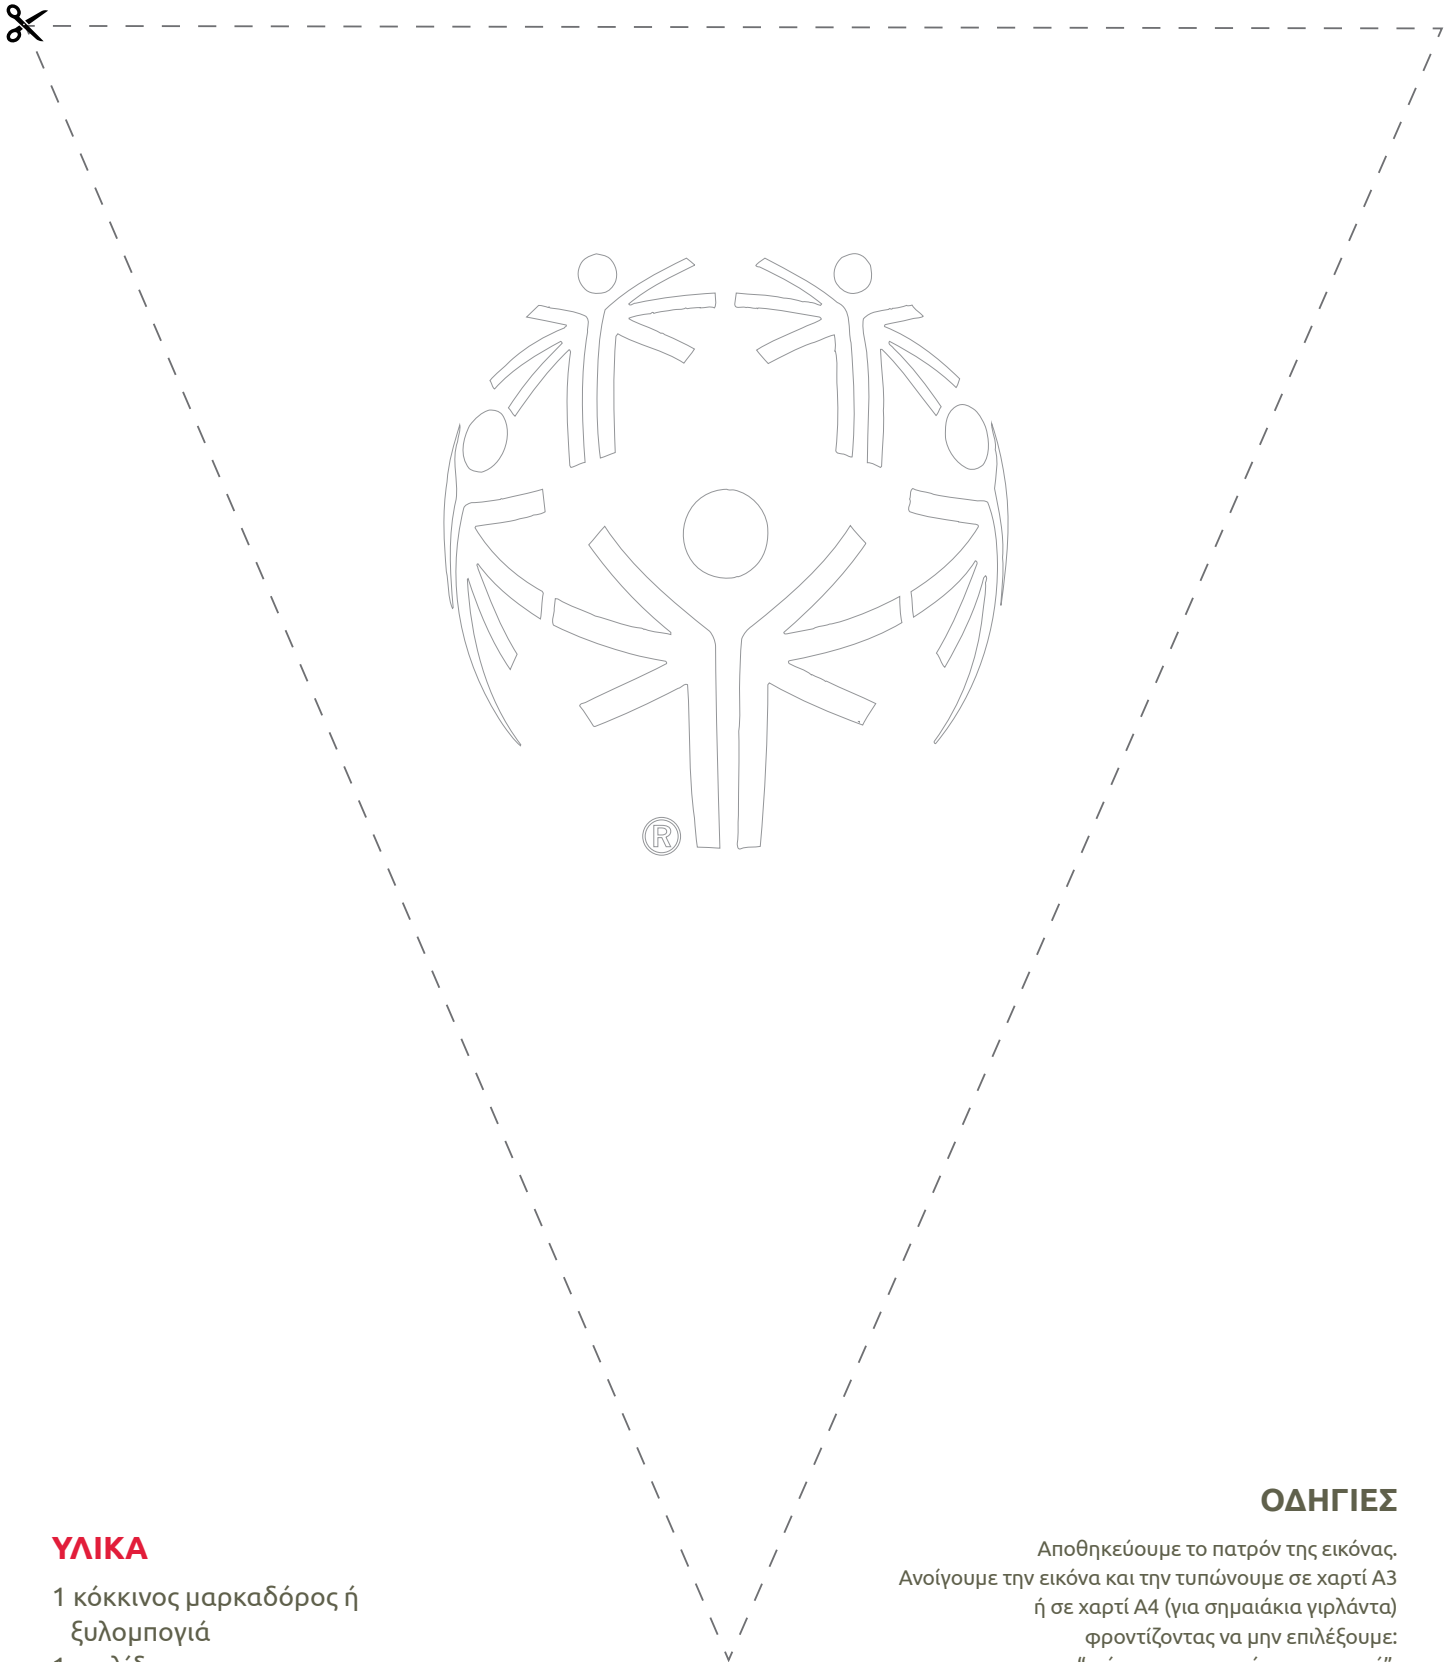 ®
ΥΛΙΚΑ
1 κόκκινος μαρκαδόρος ή
ξυλομπογιά
ΟΔΗΓΙΕΣ
Αποθηκεύουμε το πατρόν της εικόνας.
Ανοίγουμε την εικόνα και την τυπώνουμε σε χαρτί Α3
ή σε χαρτί Α4 (για σημαιάκια γιρλάντα)
φροντίζοντας να μην επιλέξουμε: